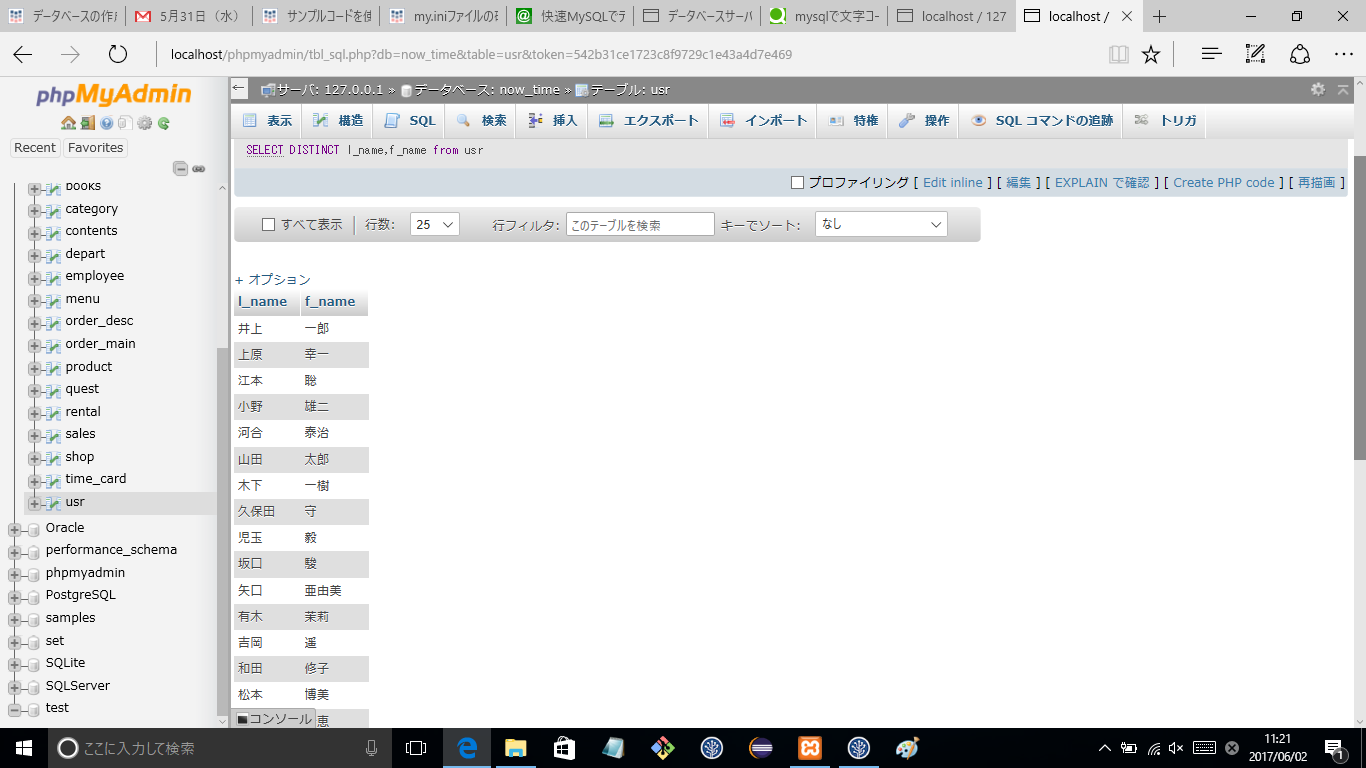 データベースの作成
5月31日（水）
サンプルコードを使
my.iniファイルの
快速MySQLでデ
データベースサーバ
mysqlで文字コー
localhost / 127
localhost /
localhost/phpmyadmin/tbl_sql.php?db=now_time&table=usr&token=542b31ce1723c8f9729c1e43a4d7e469
phpMyAdmin
Recent Favorites
books
category
contents
depart
employee
menu
order_desc
order_main
product
quest
rental
sales
shop
time_card
usr
Oracle
performance_schema
phpmyadmin
PostgreSQL
samples
set
SQLite
SQLServer
test
サーバ: 127.0.0.1 » データベース: now_time » テーブル: usr
表示 構造 SQL 検索 挿入 エクスポート インポート 特権 操作 SQL コマンドの追跡 トリガ
SELECT DISTINCT l_name,f_name from usr
プロファイリング [ Edit inline ] [ 編集 ] [ EXPLAIN で確認 ] [ Create PHP code ] [ 再描画 ]
すべて表示 行数: 25 行フィルタ: このテーブルを検索 キーでソート: なし
+ オプション
l_name f_name
井上 一郎
上原 幸一
江本 聡
小野 雄二
河合 泰治
山田 太郎
木下 一樹
久保田 守
児玉 毅
坂口 駿
矢口 亜由美
有木 茉莉
吉岡 遥
和田 修子
松本 博美
恵
コンソール
ここに入力して検索
11:21
2017/06/02
1